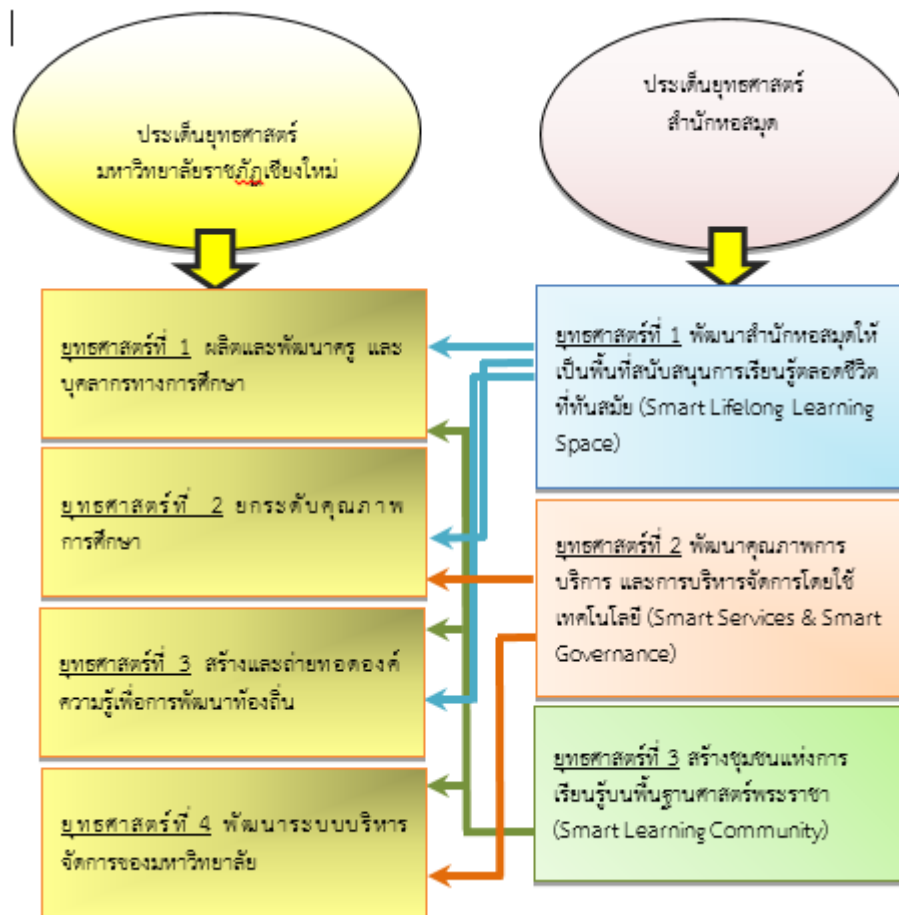 ประเด็นยุทธศาสตร์
มหาวิทยาลัยราชภัฏเชียงใหม่
ประเด็นยุทธศาสตร์
สำนักหอสมุด
ยุทธศาสตร์ที่ 1 ผลิตและพัฒนาครู และ
บุคลากรทางการศึกษา
ยุทธศาสตร์ที่ 2 ยกระดับคุณภาพ
การศึกษา
ยุทธศาสตร์ที่ 3 สร้างและถ่ายทอดองค์
ความรู้เพื่อการพัฒนาท้องถิ่น
ยุทธศาสตร์ที่ 4 พัฒนาระบบบริหาร
จัดการของมหาวิทยาลัย
ยุทธศาสตร์ที่ 1 พัฒนาสำนักหอสมุดให้
เป็นพื้นที่สนับสนุนการเรียนรู้ตลอดชีวิต
ที่ทันสมัย (Smart Lifelong Learning
Space)
ยุทธศาสตร์ที่ 2 พัฒนาคุณภาพการ
บริการ และการบริหารจัดการโดยใช้
เทคโนโลยี (Smart Services & Smart
Governance)
ยุทธศาสตร์ที่ 3 สร้างชุมชนแห่งการ
เรียนรู้บนพื้นฐานศาสตร์พระราชา
(Smart Learning Community)